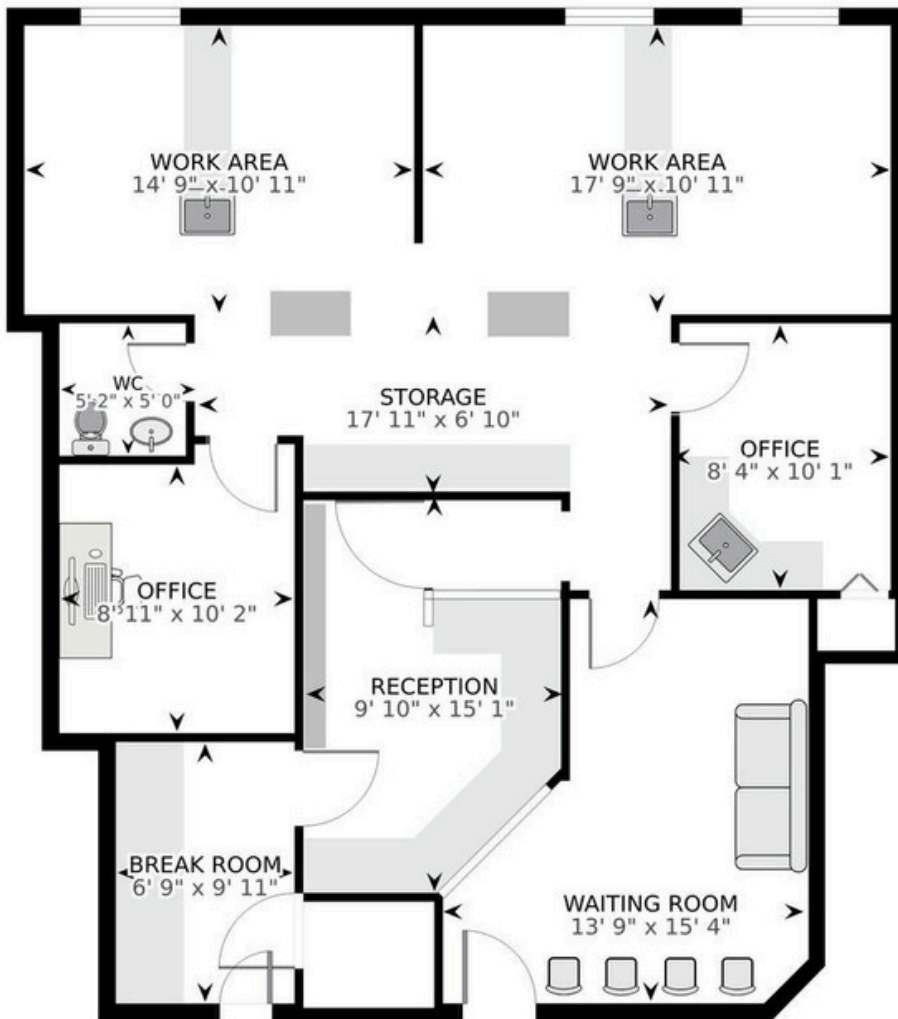 WORK AREA
14' 9" x 10' 11"
WORK AREA
17' 9" x 10' 11"
WC
5' 2" x 5' 0"
STORAGE
17' 11" x 6' 10"
OFFICE
8' 4" x 10' 1"
OFFICE
8' 11" x 10' 2"
RECEPTION
9' 10" x 15' 1"
BREAK ROOM
6' 9" x 9' 11"
WAITING ROOM
13' 9" x 15' 4"